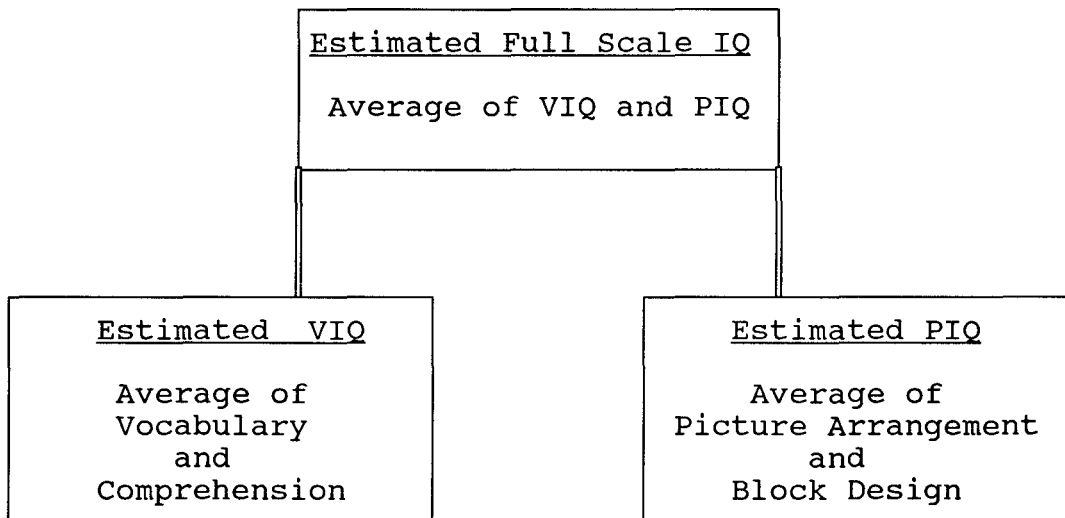 Estimated Full Scale IQ
Average of VIQ and PIQ
Estimated VIQ
Average of
Vocabulary
and
Comprehension
Estimated PIQ
Average of
Picture Arrangement
and
Block Design